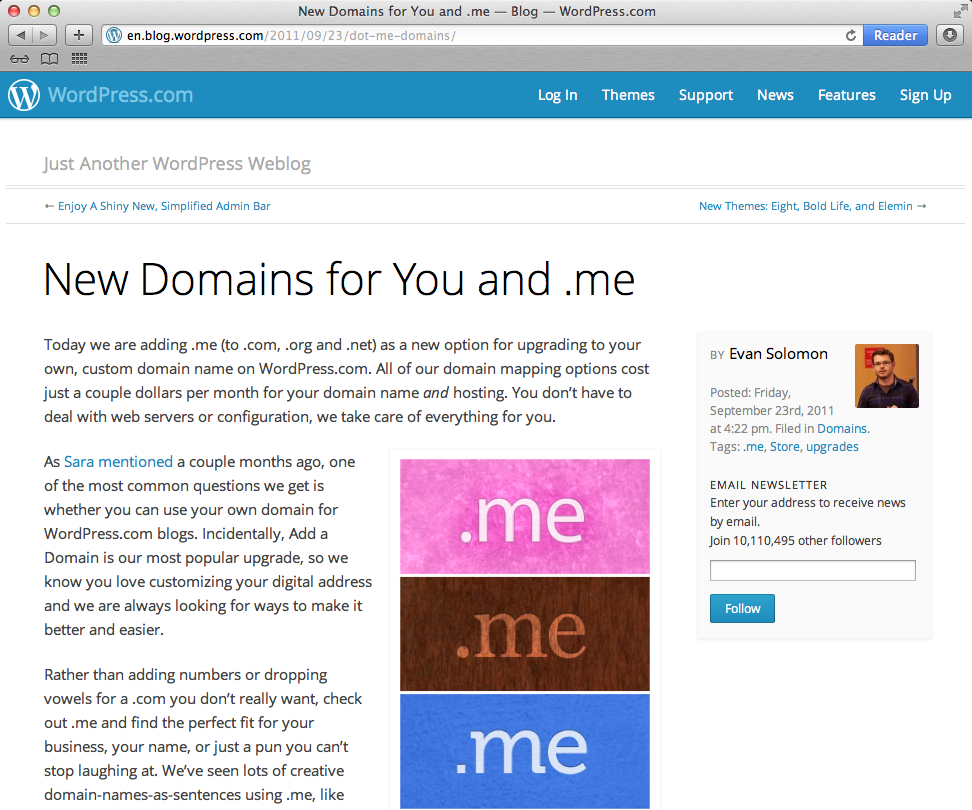 New Domains for You and .me — Blog — WordPress.com
en.blog.wordpress.com/2011/09/23/dot-me-domains/
Reader
WordPress.com
Log In
Themes
Support
News
Features
Sign Up
Just Another WordPress Weblog
← Enjoy A Shiny New, Simplified Admin Bar
New Themes: Eight, Bold Life, and Elemin →
New Domains for You and .me
Today we are adding .me (to .com, .org and .net) as a new option for upgrading to your
own, custom domain name on WordPress.com. All of our domain mapping options cost
just a couple dollars per month for your domain name and hosting. You don’t have to
deal with web servers or configuration, we take care of everything for you.
As Sara mentioned a couple months ago, one
of the most common questions we get is
whether you can use your own domain for
WordPress.com blogs. Incidentally, Add a
Domain is our most popular upgrade, so we
know you love customizing your digital address
and we are always looking for ways to make it
better and easier.
Rather than adding numbers or dropping
vowels for a .com you don’t really want, check
out .me and find the perfect fit for your
business, your name, or just a pun you can’t
stop laughing at. We’ve seen lots of creative
domain-names-as-sentences using .me, like
.me
.me
.me
BY Evan Solomon
Posted: Friday,
September 23rd, 2011
at 4:22 pm. Filed in Domains.
Tags: .me, Store, upgrades
EMAIL NEWSLETTER
Enter your address to receive news
by email.
Join 10,110,495 other followers
Follow